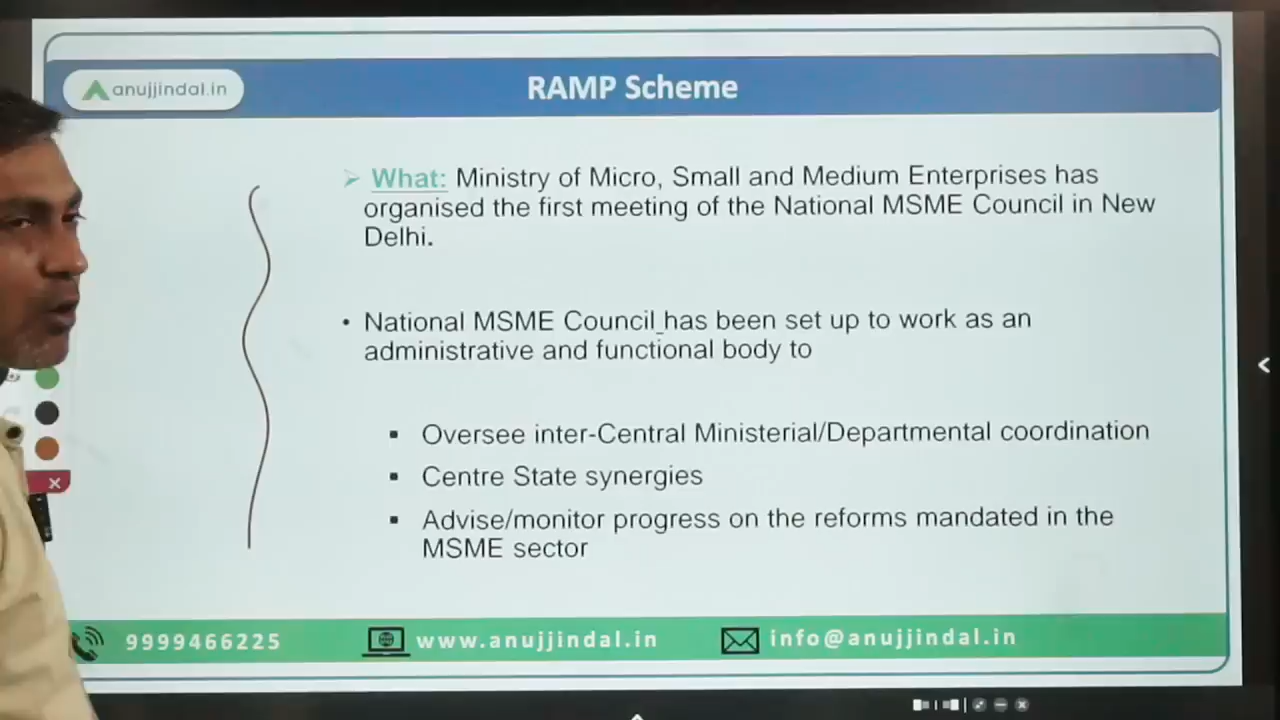 anujjindal.in
RAMP Scheme
➢ What: Ministry of Micro, Small and Medium Enterprises has
organised the first meeting of the National MSME Council in New
Delhi.
• National MSME Council has been set up to work as an
administrative and functional body to
▪ Oversee inter-Central Ministerial/Departmental coordination
▪ Centre State synergies
▪ Advise/monitor progress on the reforms mandated in the
MSME sector
9999466225
www.anujjindal.in
info@anujjindal.in